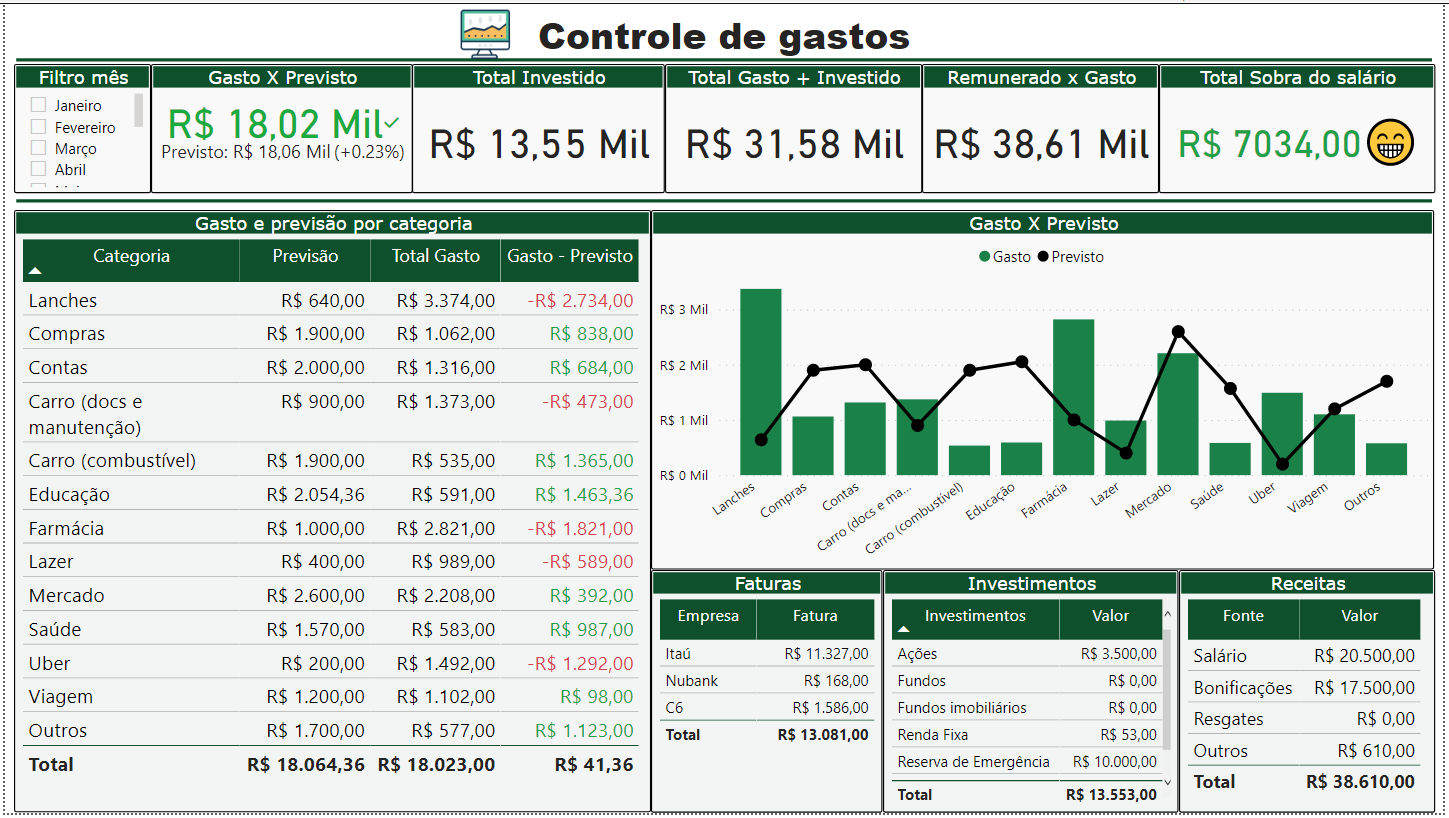 Controle de gastos
Filtro mês
Janeiro
Fevereiro
Março
Abril
Gasto X Previsto
R$ 18,02 Mil✓
Previsto: R$ 18,06 Mil (+0.23%)
Total Investido
R$ 13,55 Mil
Total Gasto + Investido
R$ 31,58 Mil
Remunerado x Gasto
R$ 38,61 Mil
Total Sobra do salário
R$ 7034,00
Gasto e previsão por categoria
Categoria Previsão Total Gasto Gasto - Previsto
Lanches R$ 640,00 R$ 3.374,00 -R$ 2.734,00
Compras R$ 1.900,00 R$ 1.062,00 R$ 838,00
Contas R$ 2.000,00 R$ 1.316,00 R$ 684,00
Carro (docs e R$ 900,00 R$ 1.373,00 -R$ 473,00
manutenção)
Carro (combustível) R$ 1.900,00 R$ 535,00 R$ 1.365,00
Educação R$ 2.054,36 R$ 591,00 R$ 1.463,36
Farmácia R$ 1.000,00 R$ 2.821,00 -R$ 1.821,00
Lazer R$ 400,00 R$ 989,00 -R$ 589,00
Mercado R$ 2.600,00 R$ 2.208,00 R$ 392,00
Saúde R$ 1.570,00 R$ 583,00 R$ 987,00
Uber R$ 200,00 R$ 1.492,00 -R$ 1.292,00
Viagem R$ 1.200,00 R$ 1.102,00 R$ 98,00
Outros R$ 1.700,00 R$ 577,00 R$ 1.123,00
Total R$ 18.064,36 R$ 18.023,00 R$ 41,36
Gasto X Previsto
Gasto Previsto
R$ 3 Mil
R$ 2 Mil
R$ 1 Mil
R$ 0 Mil
Lanches
Compras
Contas
Carro (docs e ma...
Carro (combustível)
Educação
Farmácia
Lazer
Mercado
Saúde
Uber
Viagem
Outros
Faturas
Empresa Fatura
Itaú R$ 11.327,00
Nubank R$ 168,00
C6 R$ 1.586,00
Total R$ 13.081,00
Investimentos
Investimentos Valor
Ações R$ 3.500,00
Fundos R$ 0,00
Fundos imobiliários R$ 0,00
Renda Fixa R$ 53,00
Reserva de Emergência R$ 10.000,00
Total R$ 13.553,00
Receitas
Fonte Valor
Salário R$ 20.500,00
Bonificações R$ 17.500,00
Resgates R$ 0,00
Outros R$ 610,00
Total R$ 38.610,00